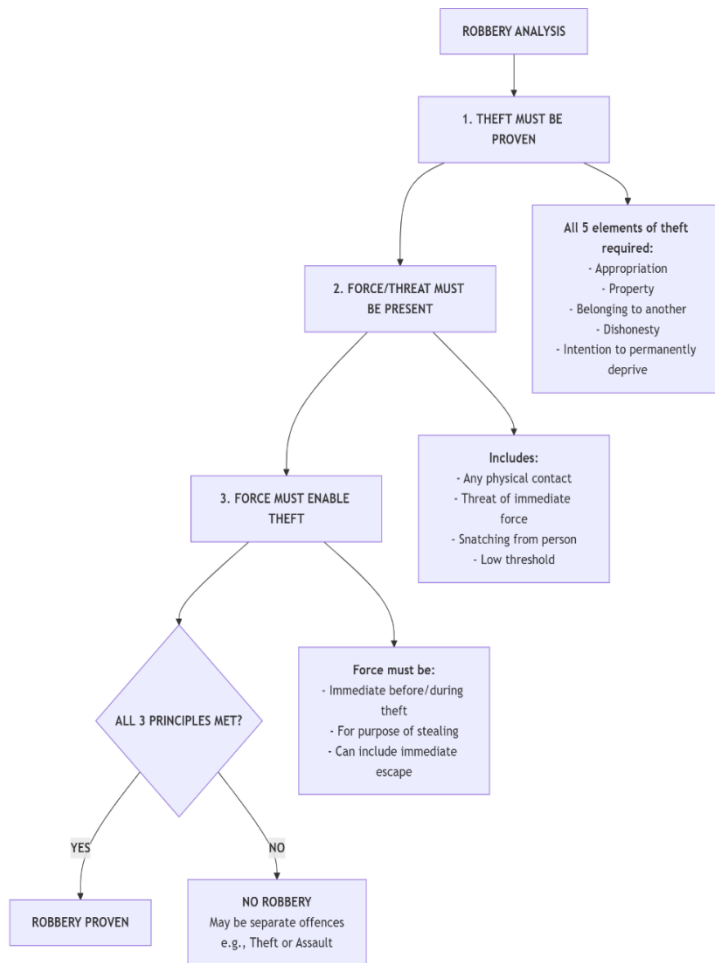 ROBBERY ANALYSIS
1. THEFT MUST BE
PROVEN
All 5 elements of theft
required:
- Appropriation
- Property
- Belonging to another
- Dishonesty
- Intention to permanently
deprive
2. FORCE/THREAT MUST
BE PRESENT
Includes:
- Any physical contact
- Threat of immediate
force
- Snatching from person
- Low threshold
3. FORCE MUST ENABLE
THEFT
Force must be:
- Immediate before/during
theft
- For purpose of stealing
- Can include immediate
escape
ALL 3 PRINCIPLES MET?
YES
NO
ROBBERY PROVEN
NO ROBBERY
May be separate offences
e.g., Theft or Assault